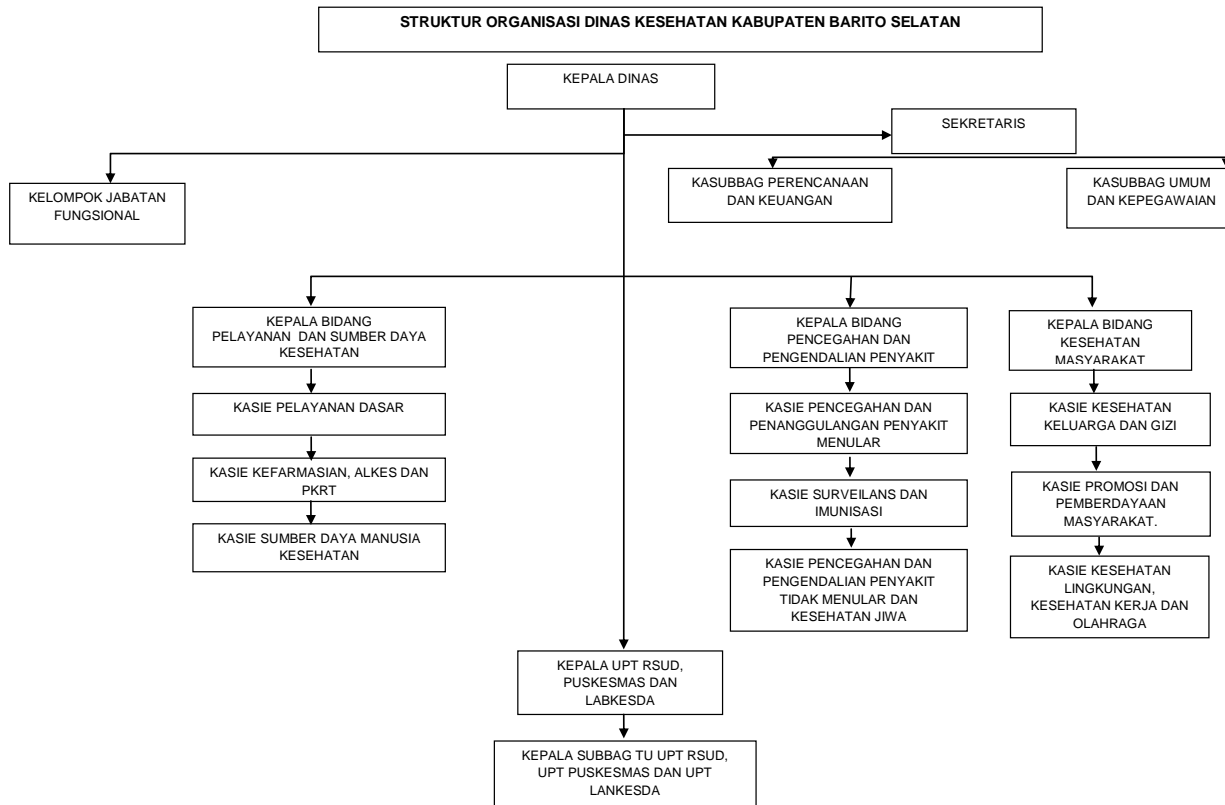 STRUKTUR ORGANISASI DINAS KESEHATAN KABUPATEN BARITO SELATAN
KEPALA DINAS
SEKRETARIS
KELOMPOK JABATAN
FUNGSIONAL
KASUBBAG PERENCANAAN
DAN KEUANGAN
KASUBBAG UMUM
DAN KEPEGAWAIAN
KEPALA BIDANG
PELAYANAN DAN SUMBER DAYA
KESEHATAN
KASIE PELAYANAN DASAR
KASIE KEFARMASIAN, ALKES DAN
PKRT
KASIE SUMBER DAYA MANUSIA
KESEHATAN
KEPALA BIDANG
PENCEGAHAN DAN
PENGENDALIAN PENYAKIT
KASIE PENCEGAHAN DAN
PENANGGULANGAN PENYAKIT
MENULAR
KASIE SURVEILANS DAN
IMUNISASI
KASIE PENCEGAHAN DAN
PENGENDALIAN PENYAKIT
TIDAK MENULAR DAN
KESEHATAN JIWA
KEPALA BIDANG
KESEHATAN
MASYARAKAT
KASIE KESEHATAN
KELUARGA DAN GIZI
KASIE PROMOSI DAN
PEMBERDAYAAN
MASYARAKAT.
KASIE KESEHATAN
LINGKUNGAN,
KESEHATAN KERJA DAN
OLAHRAGA
KEPALA UPT RSUD,
PUSKESMAS DAN
LABKESDA
KEPALA SUBBAG TU UPT RSUD,
UPT PUSKESMAS DAN UPT
LANKESDA